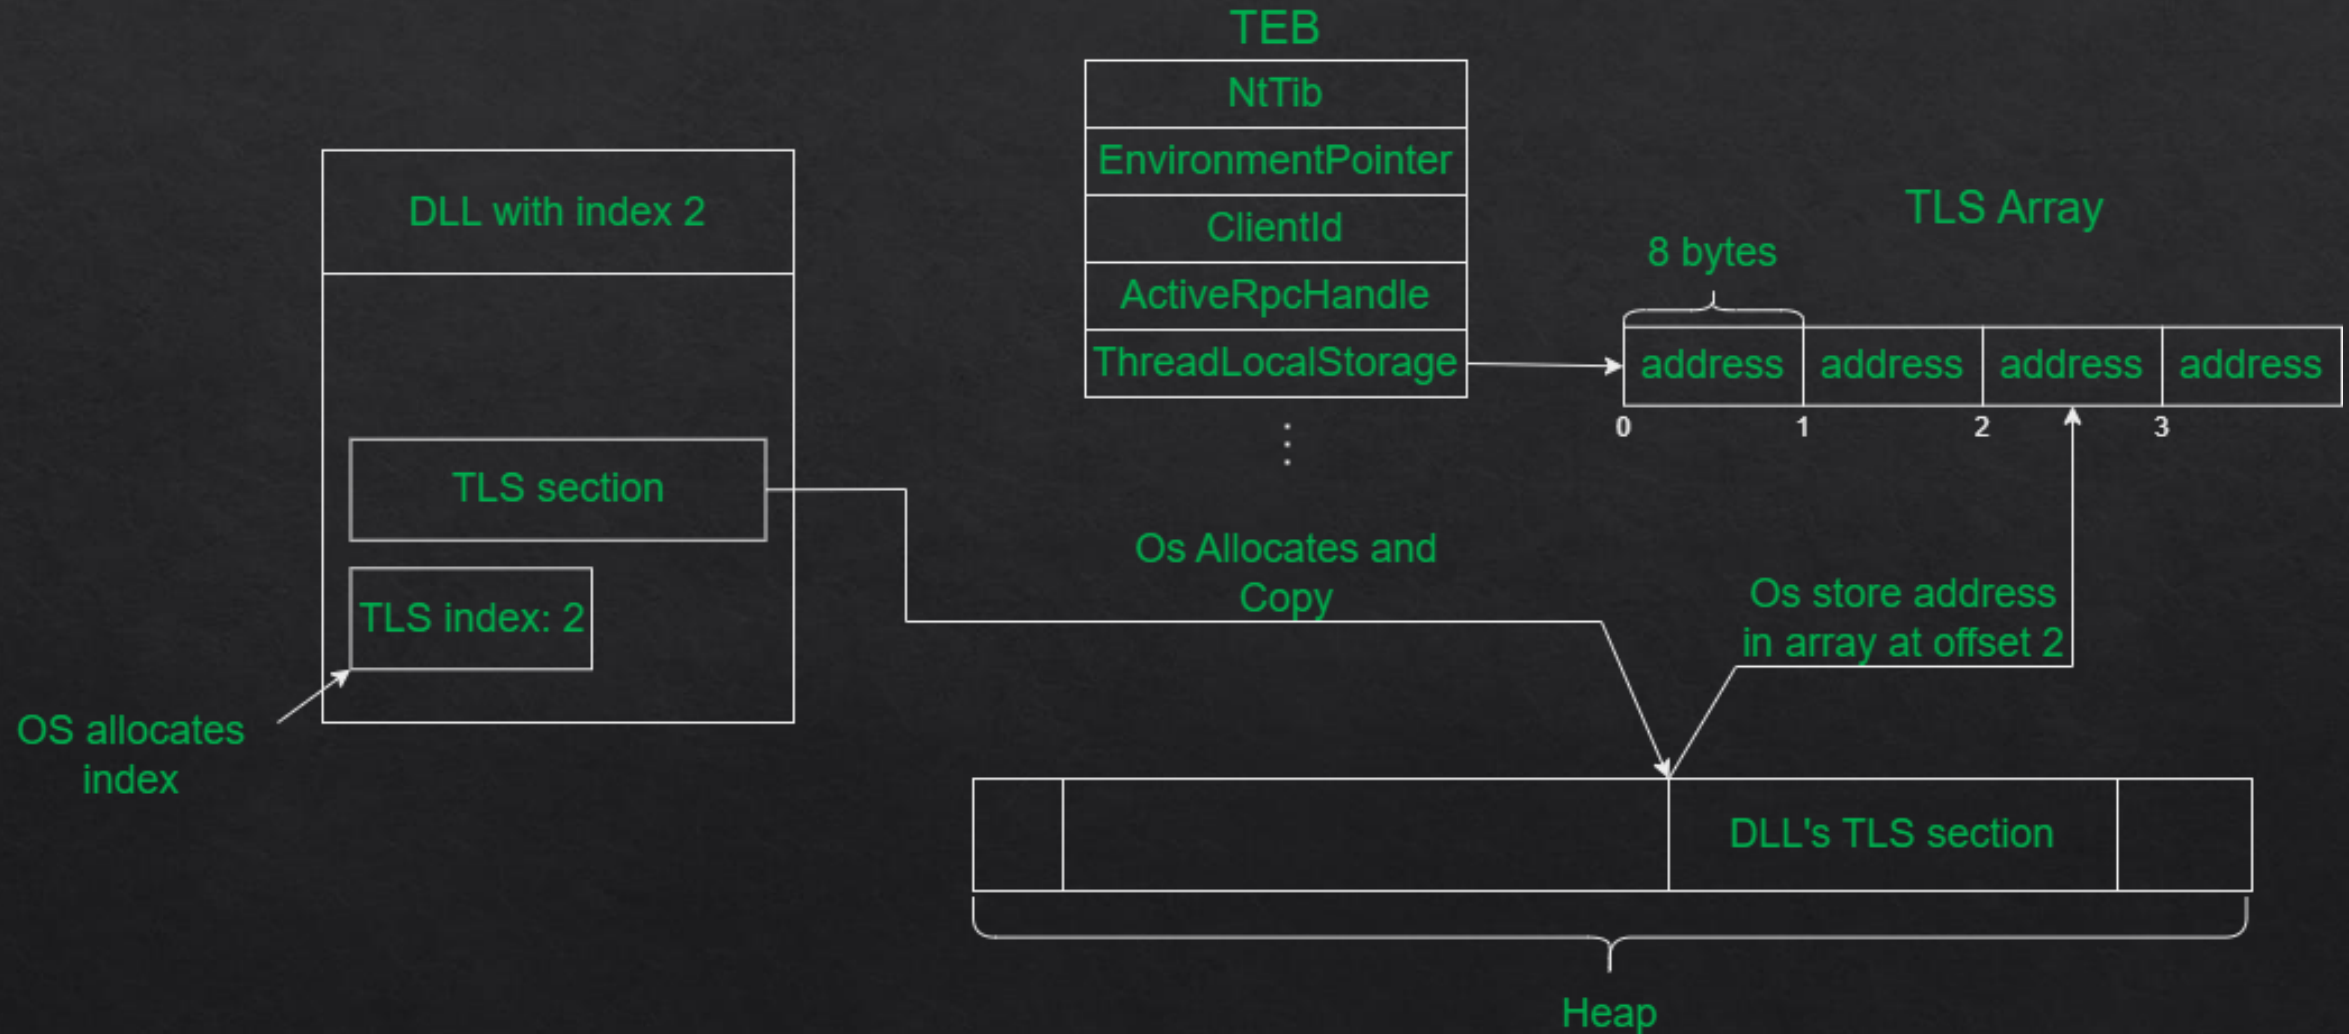 TEB
NtTib
EnvironmentPointer
ClientId
ActiveRpcHandle
ThreadLocalStorage
DLL with index 2
TLS section
TLS index: 2
OS allocates
index
TLS Array
8 bytes
address address address address
0 1 2 3
Os Allocates and
Copy
Os store address
in array at offset 2
DLL's TLS section
Heap